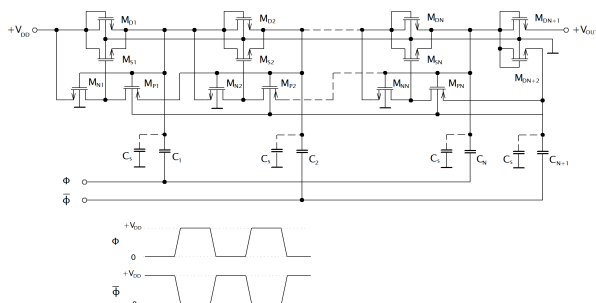 M_D1 M_D2 M_DN M_DN+1
+V_DD +V_OUT
M_S1 M_S2 M_SN M_DN+2
M_N1 M_P1 M_N2 M_P2 M_NN M_PN
C_s C_1 C_s C_2 C_s C_N C_s C_N+1
Φ
Φ̅
+V_DD
Φ
0
+V_DD
Φ̅
0